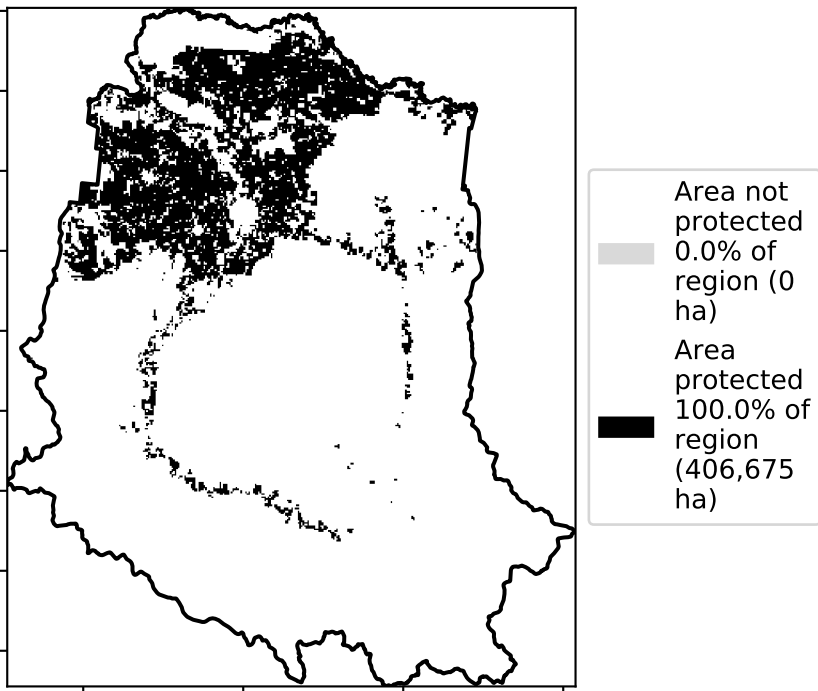 Area not
protected
0.0% of
region (0
ha)
Area
protected
100.0% of
region
(406,675
ha)